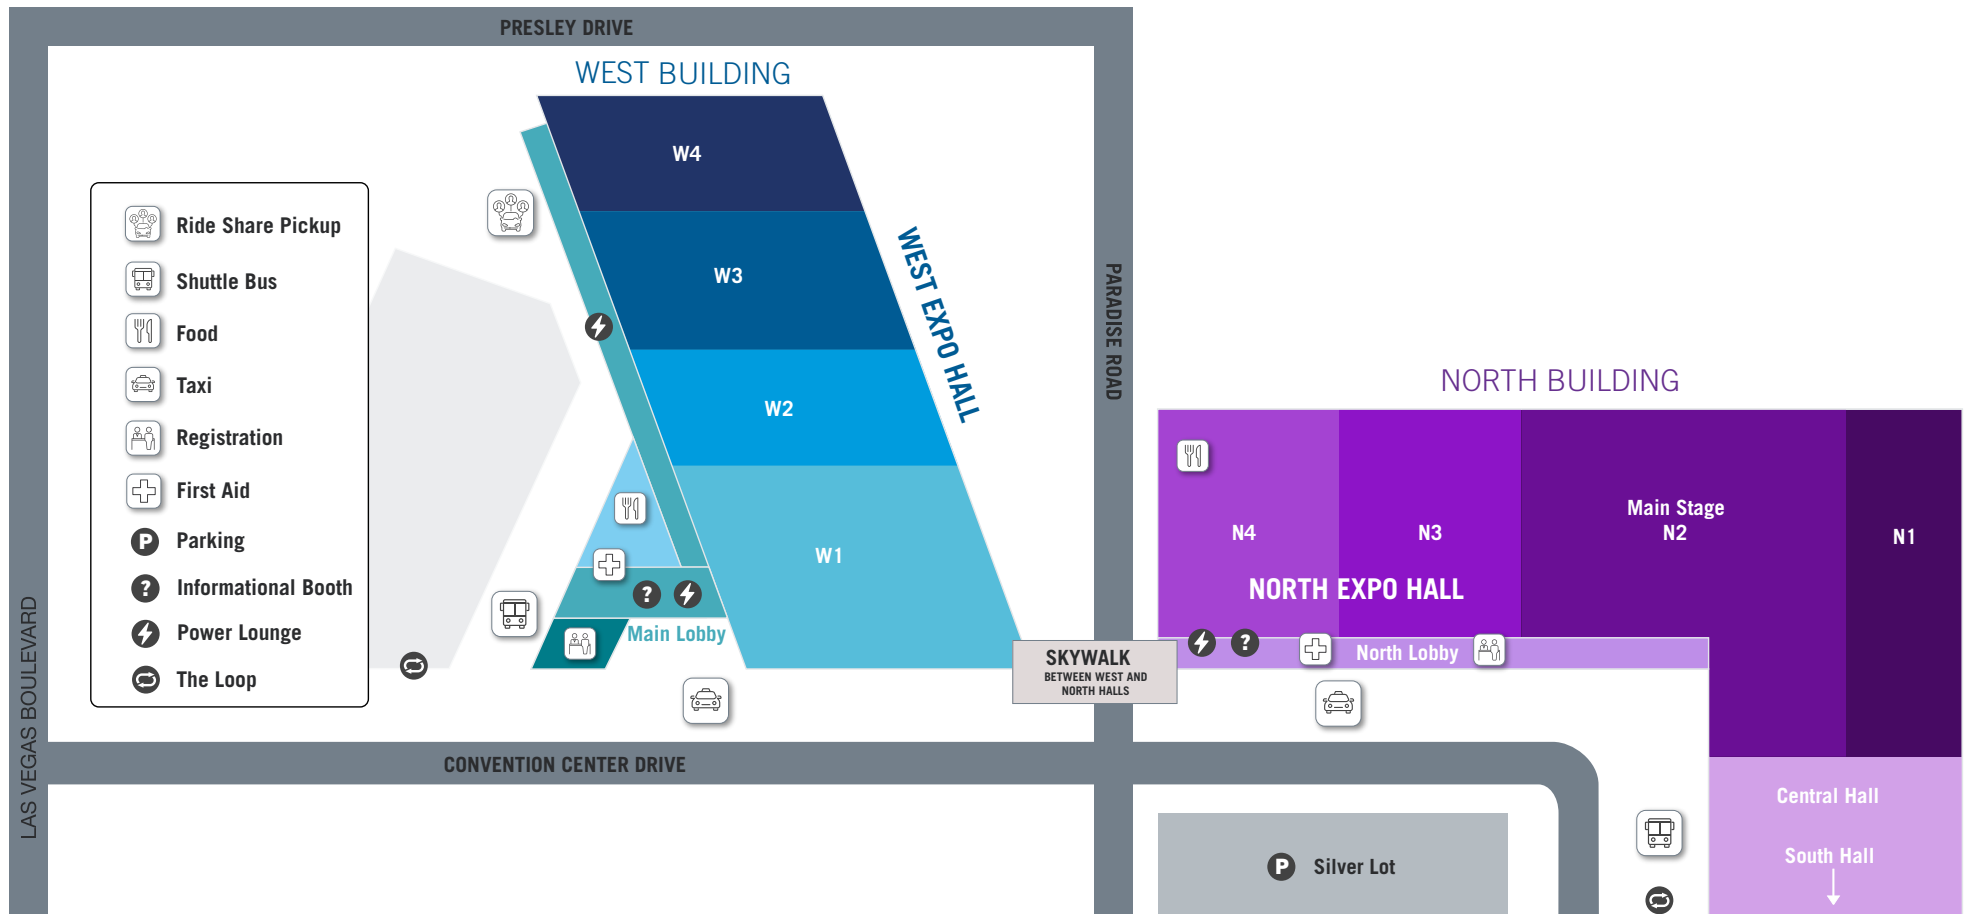 PRESLEY DRIVE
WEST BUILDING
W4
Ride Share Pickup
Shuttle Bus
Food
Taxi
Registration
First Aid
P
Parking
?
Informational Booth
Power Lounge
The Loop
W3
WEST EXPO HALL
PARADISE ROAD
W2
W1
?
Main Lobby
LAS VEGAS BOULEVARD
NORTH BUILDING
Main Stage
N2
N4
N3
N1
NORTH EXPO HALL
?
North Lobby
SKYWALK
BETWEEN WEST AND
NORTH HALLS
CONVENTION CENTER DRIVE
Central Hall
South Hall
P
Silver Lot